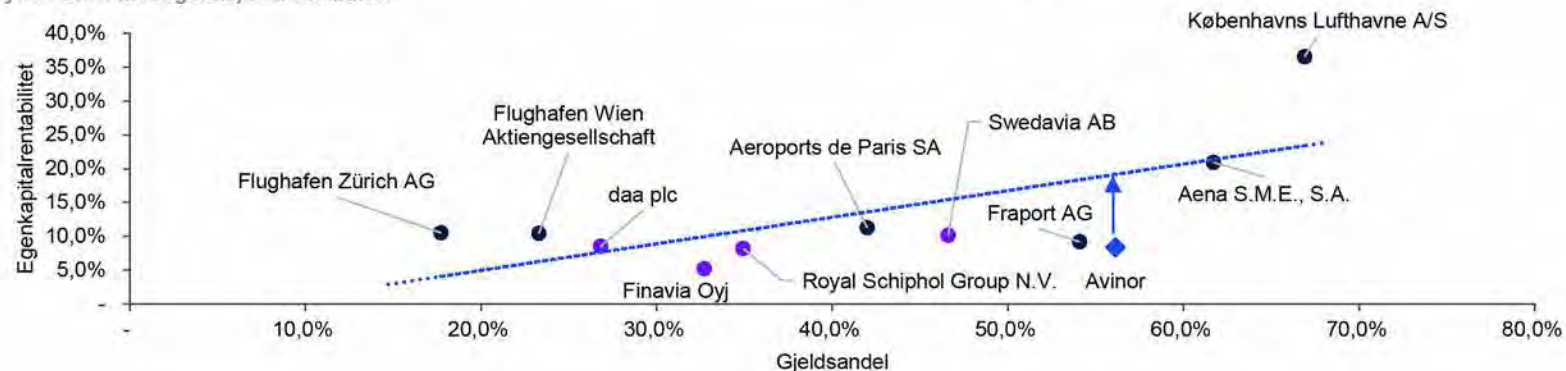 Københavns Lufthavne A/S
40,0%
35,0%
30,0%
25,0%
20,0%
15,0%
10,0%
5,0%
-
Egenkapitalrentabilitet
Flughafen Wien
Aktiengesellschaft
Swedavia AB
Aeroports de Paris SA
Flughafen Zürich AG
daa plc
Aena S.M.E., S.A.
Fraport AG
Finavia Oyj
Royal Schiphol Group N.V.
Avinor
- 10,0% 20,0% 30,0% 40,0% 50,0% 60,0% 70,0% 80,0%
Gjeldsandel